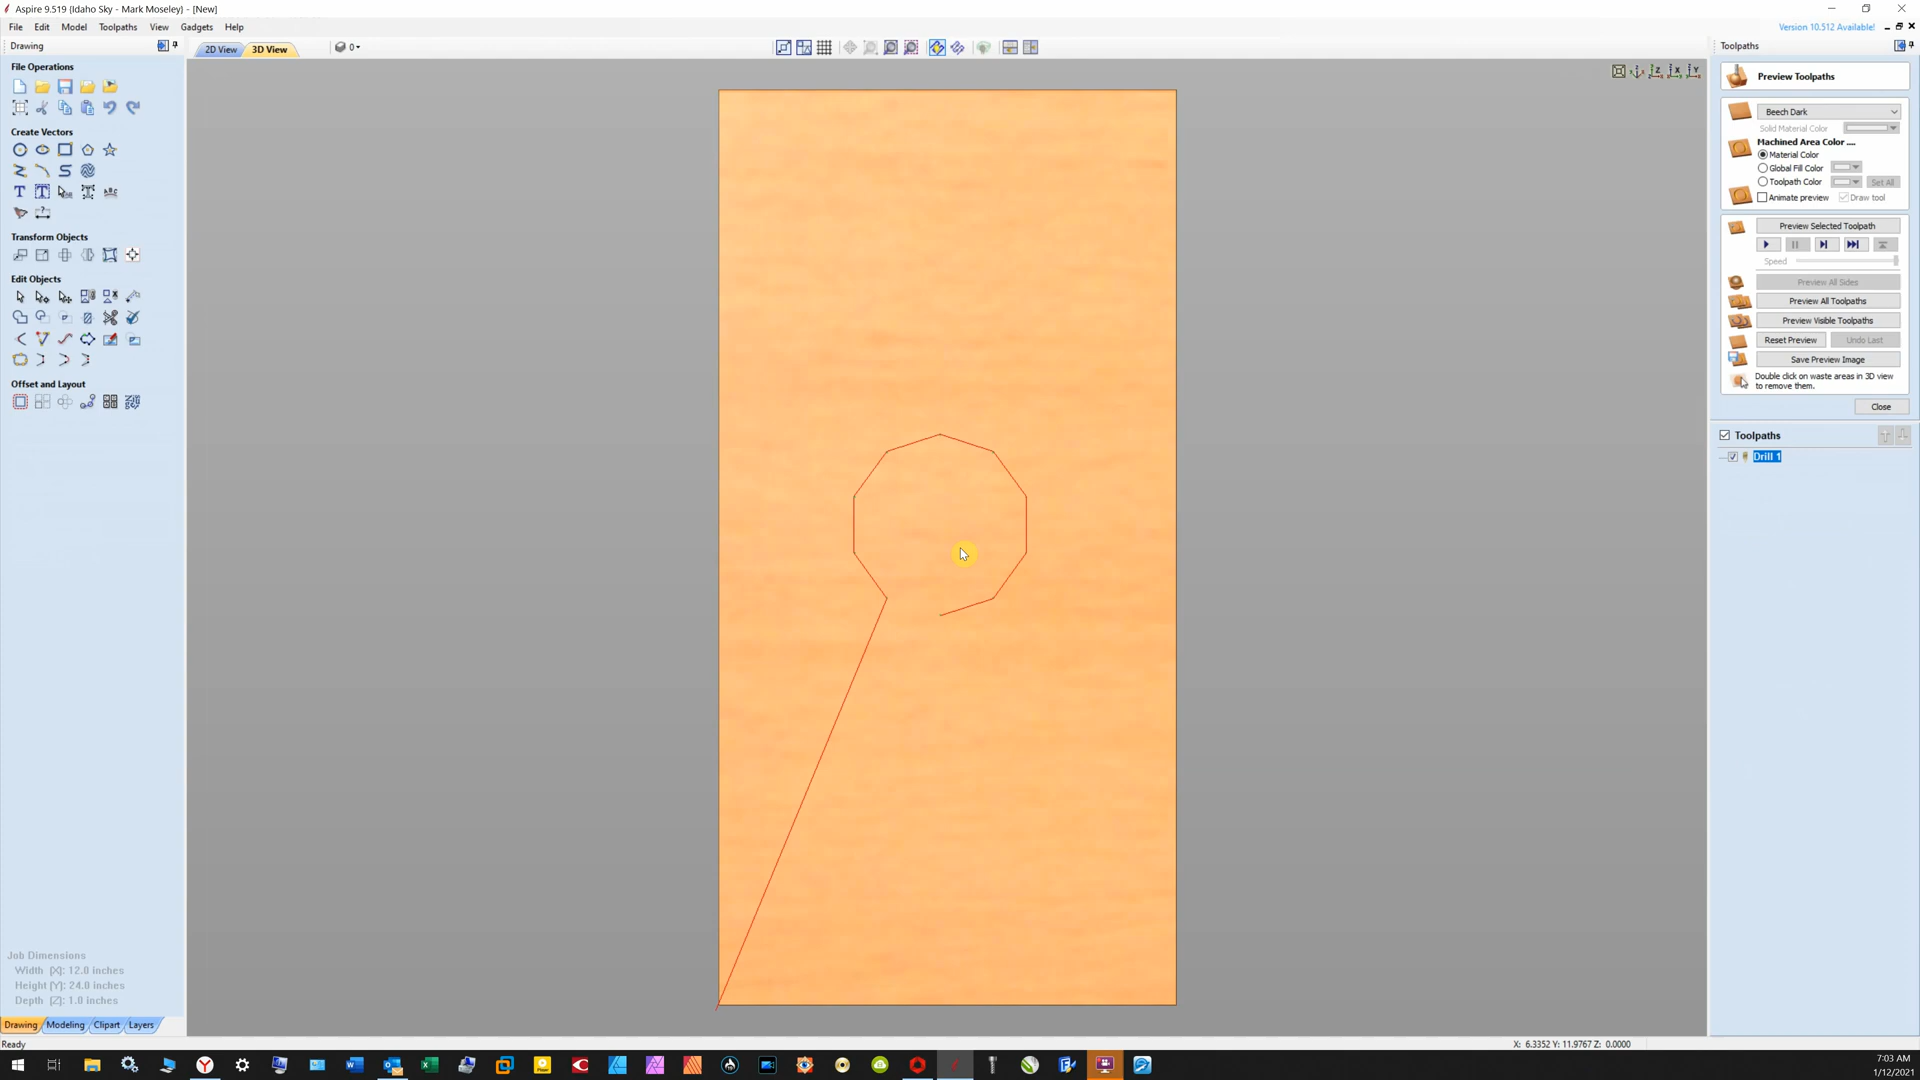 Aspire 9.519 {Idaho Sky - Mark Moseley} - [New]
File Edit Model Toolpaths View Gadgets Help
Version 10.512 Available!
Drawing
2D View 3D View
0
Toolpaths
File Operations
Create Vectors
Transform Objects
Edit Objects
Offset and Layout
Job Dimensions
Width [X]: 12.0 inches
Height [Y]: 24.0 inches
Depth [Z]: 1.0 inches
Drawing Modeling Clipart Layers
Ready
Preview Toolpaths
Beech Dark
Solid Material Color
Machined Area Color ....
Material Color
Global Fill Color
Toolpath Color Set All
Animate preview Draw tool
Preview Selected Toolpath
Speed
Preview All Sides
Preview All Toolpaths
Preview Visible Toolpaths
Reset Preview Undo Last
Save Preview Image
Double click on waste areas in 3D view
to remove them.
Close
Toolpaths
Drill 1
X: 6.3352 Y: 11.9767 Z: 0.0000
7:03 AM
1/12/2021